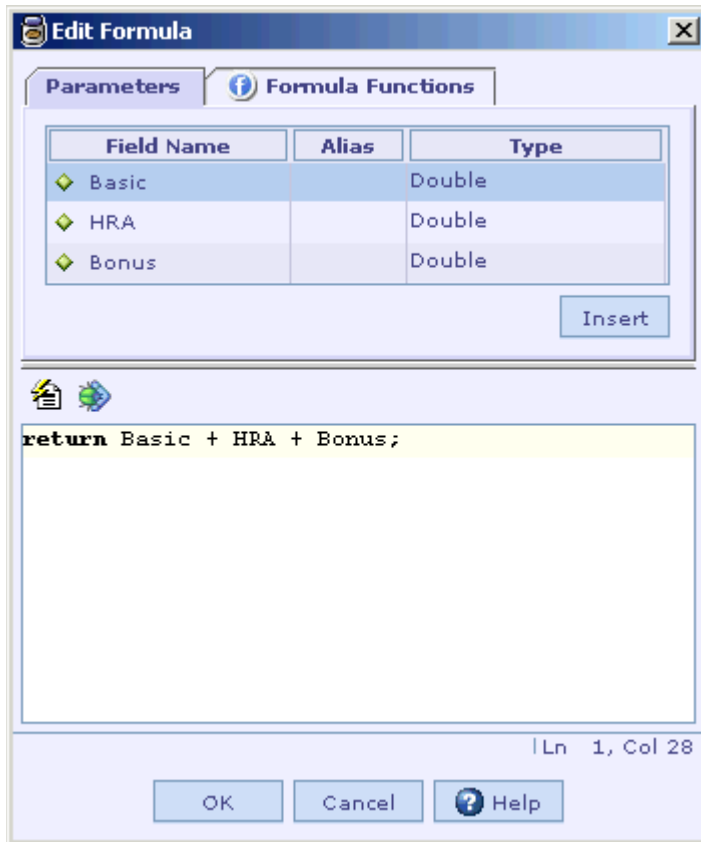 Edit Formula
Parameters Formula Functions
Field Name Alias Type
Basic Double
HRA Double
Bonus Double
Insert
return Basic + HRA + Bonus;
Ln 1, Col 28
OK Cancel Help